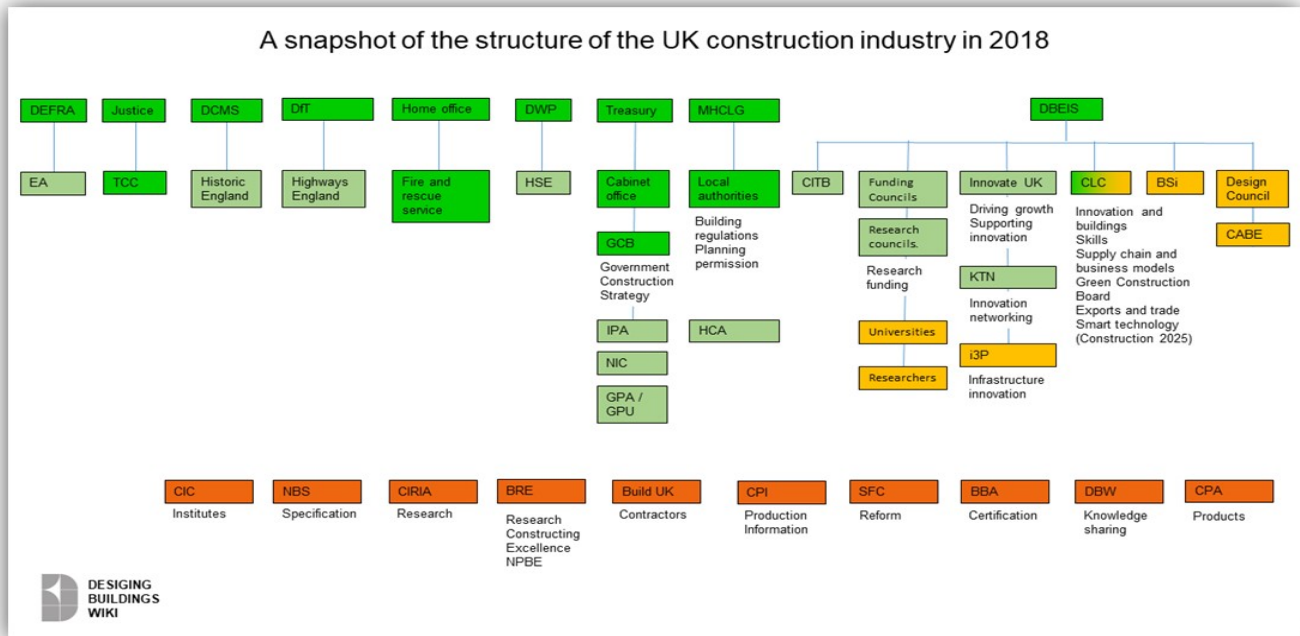 A snapshot of the structure of the UK construction industry in 2018
DEFRA
Justice
DCMS
DfT
Home office
DWP
Treasury
MHCLG
DBEIS
EA
TCC
Historic
England
Highways
England
Fire and
rescue
service
HSE
Cabinet
office
Local
authorities
CITB
Funding
Councils
Innovate UK
CLC
BSi
Design
Council
Building
regulations
Planning
permission
GCB
Government
Construction
Strategy
IPA
NIC
GPA /
GPU
HCA
Research
councils.
Research
funding
Universities
Researchers
Driving growth
Supporting
innovation
KTN
Innovation
networking
i3P
Infrastructure
innovation
Innovation and
buildings
Skills
Supply chain and
business models
Green Construction
Board
Exports and trade
Smart technology
(Construction 2025)
CABE
CIC
Institutes
NBS
Specification
CIRIA
Research
BRE
Research
Constructing
Excellence
NPBE
Build UK
Contractors
CPI
Production
Information
SFC
Reform
BBA
Certification
DBW
Knowledge
sharing
CPA
Products
DESIGING
BUILDINGS
WIKI